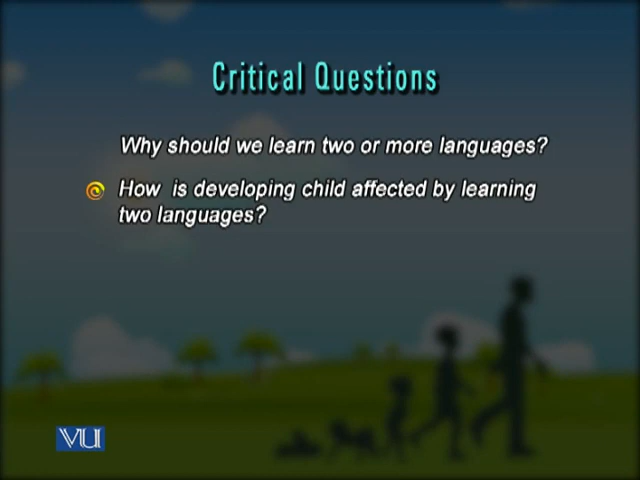 Critical Questions
Why should we learn two or more languages?
How is developing child affected by learning
two languages?
VU